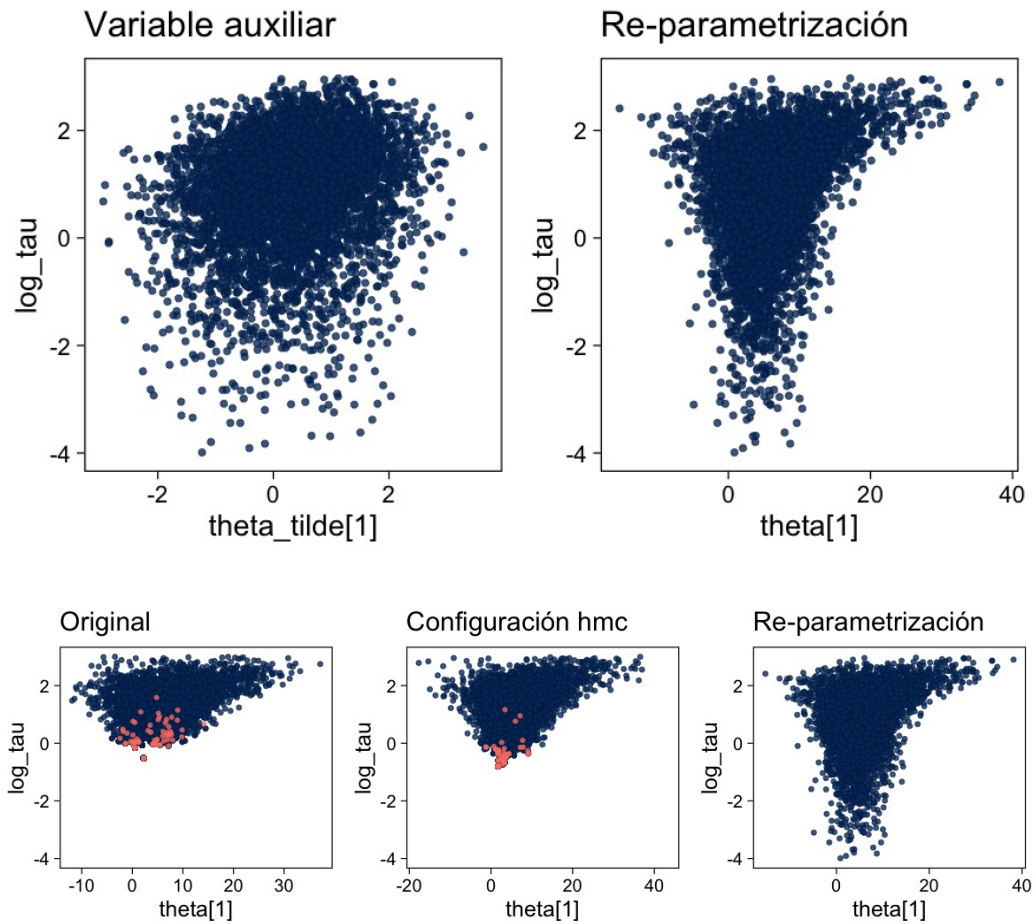 Variable auxiliar
Re-parametrización
log_tau
2
0
-2
-4
-2
0
2
theta_tilde[1]
log_tau
2
0
-2
-4
0
20
40
theta[1]
Original
Configuración hmc
Re-parametrización
log_tau
2
0
-2
-4
-10
0
10
20
30
theta[1]
log_tau
2
0
-2
-4
-20
0
20
40
theta[1]
log_tau
2
0
-2
-4
0
20
40
theta[1]